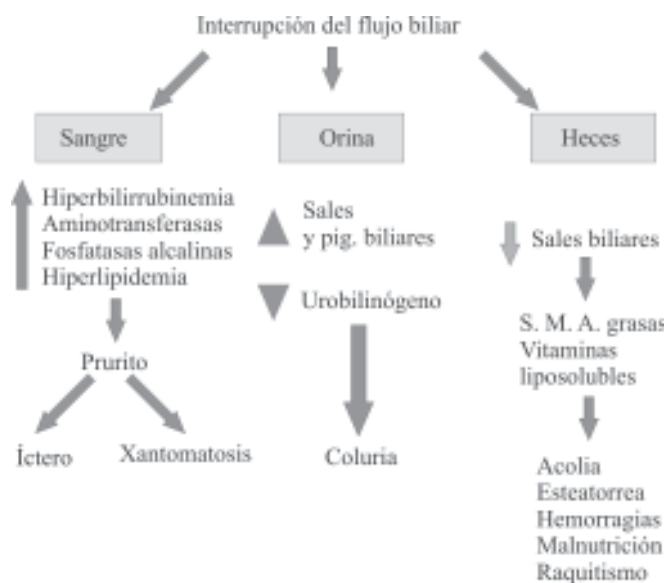 Interrupción del flujo biliar
Sangre
Orina
Heces
Hiperbilirrubinemia
Aminotransferasas
Fosfatasas alcalinas
Hiperlipidemia
Prurito
Íctero
Xantomatosis
Sales
y pig. biliares
Urobilinógeno
Coluria
Sales biliares
S. M. A. grasas
Vitaminas
liposolubles
Acolia
Esteatorrea
Hemorragias
Malnutrición
Raquitismo